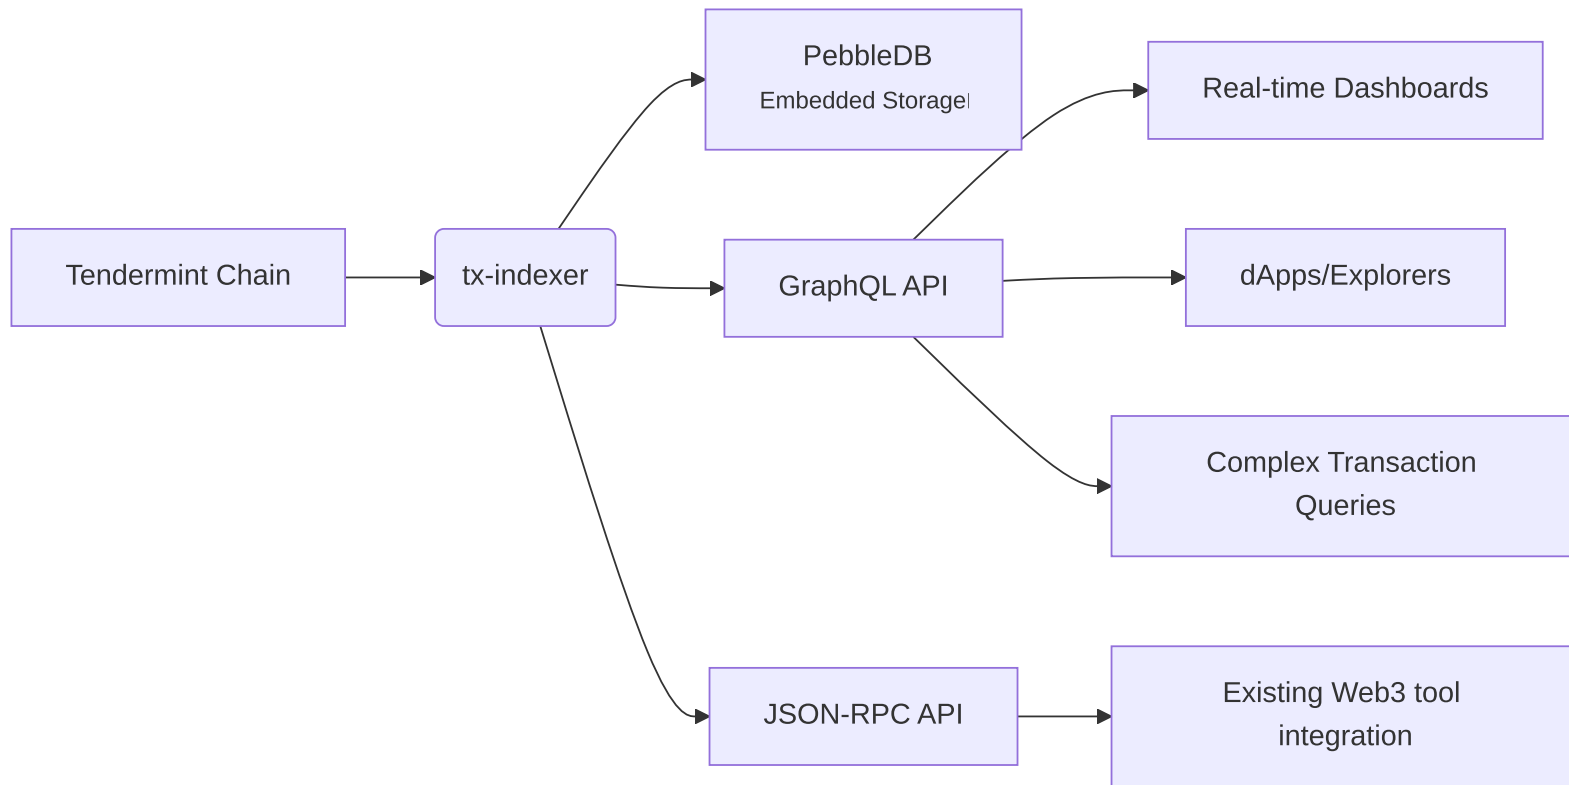 PebbleDB
Embedded Storage
Real-time Dashboards
Tendermint Chain
tx-indexer
GraphQL API
dApps/Explorers
Complex Transaction
Queries
JSON-RPC API
Existing Web3 tool
integration